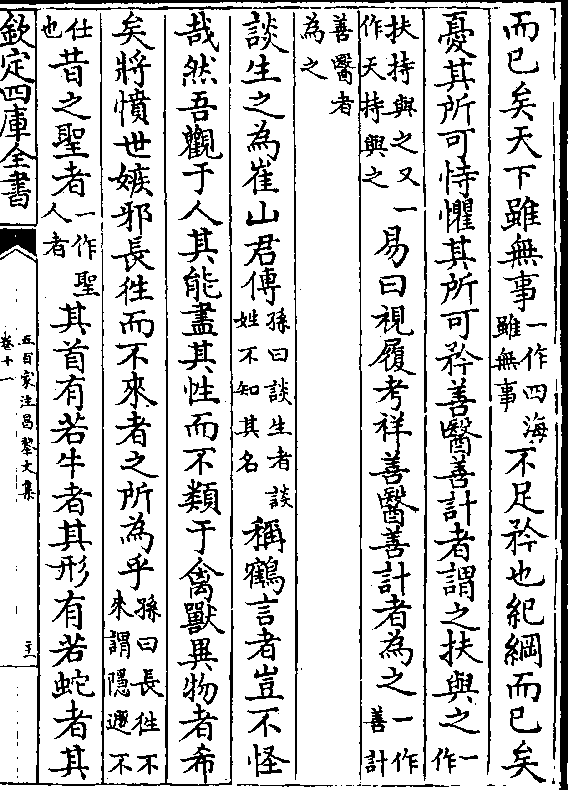 而已矣天下雖無事一作四海雖無事不足矜也紀綱而已矣
憂其所可恃懼其所可矜善醫善計者謂之扶與之一作
扶持與之又一作天持與之易曰視履考祥善醫善計者為之一作善計
善醫者為之
談生之為崔山君傳孫曰談生者談姓不知其名稱鶴言者豈不怪
哉然吾觀于人其能盡其性而不類于禽獸異物者希
矣將憤世嫉邪長徃而不來者之所為乎孫曰長徃不來謂隱遯不
仕也昔之聖者一作聖人者其首有若牛者其形有若蛇者其
欽定四庫全書
五百家注昌黎文集
卷十一